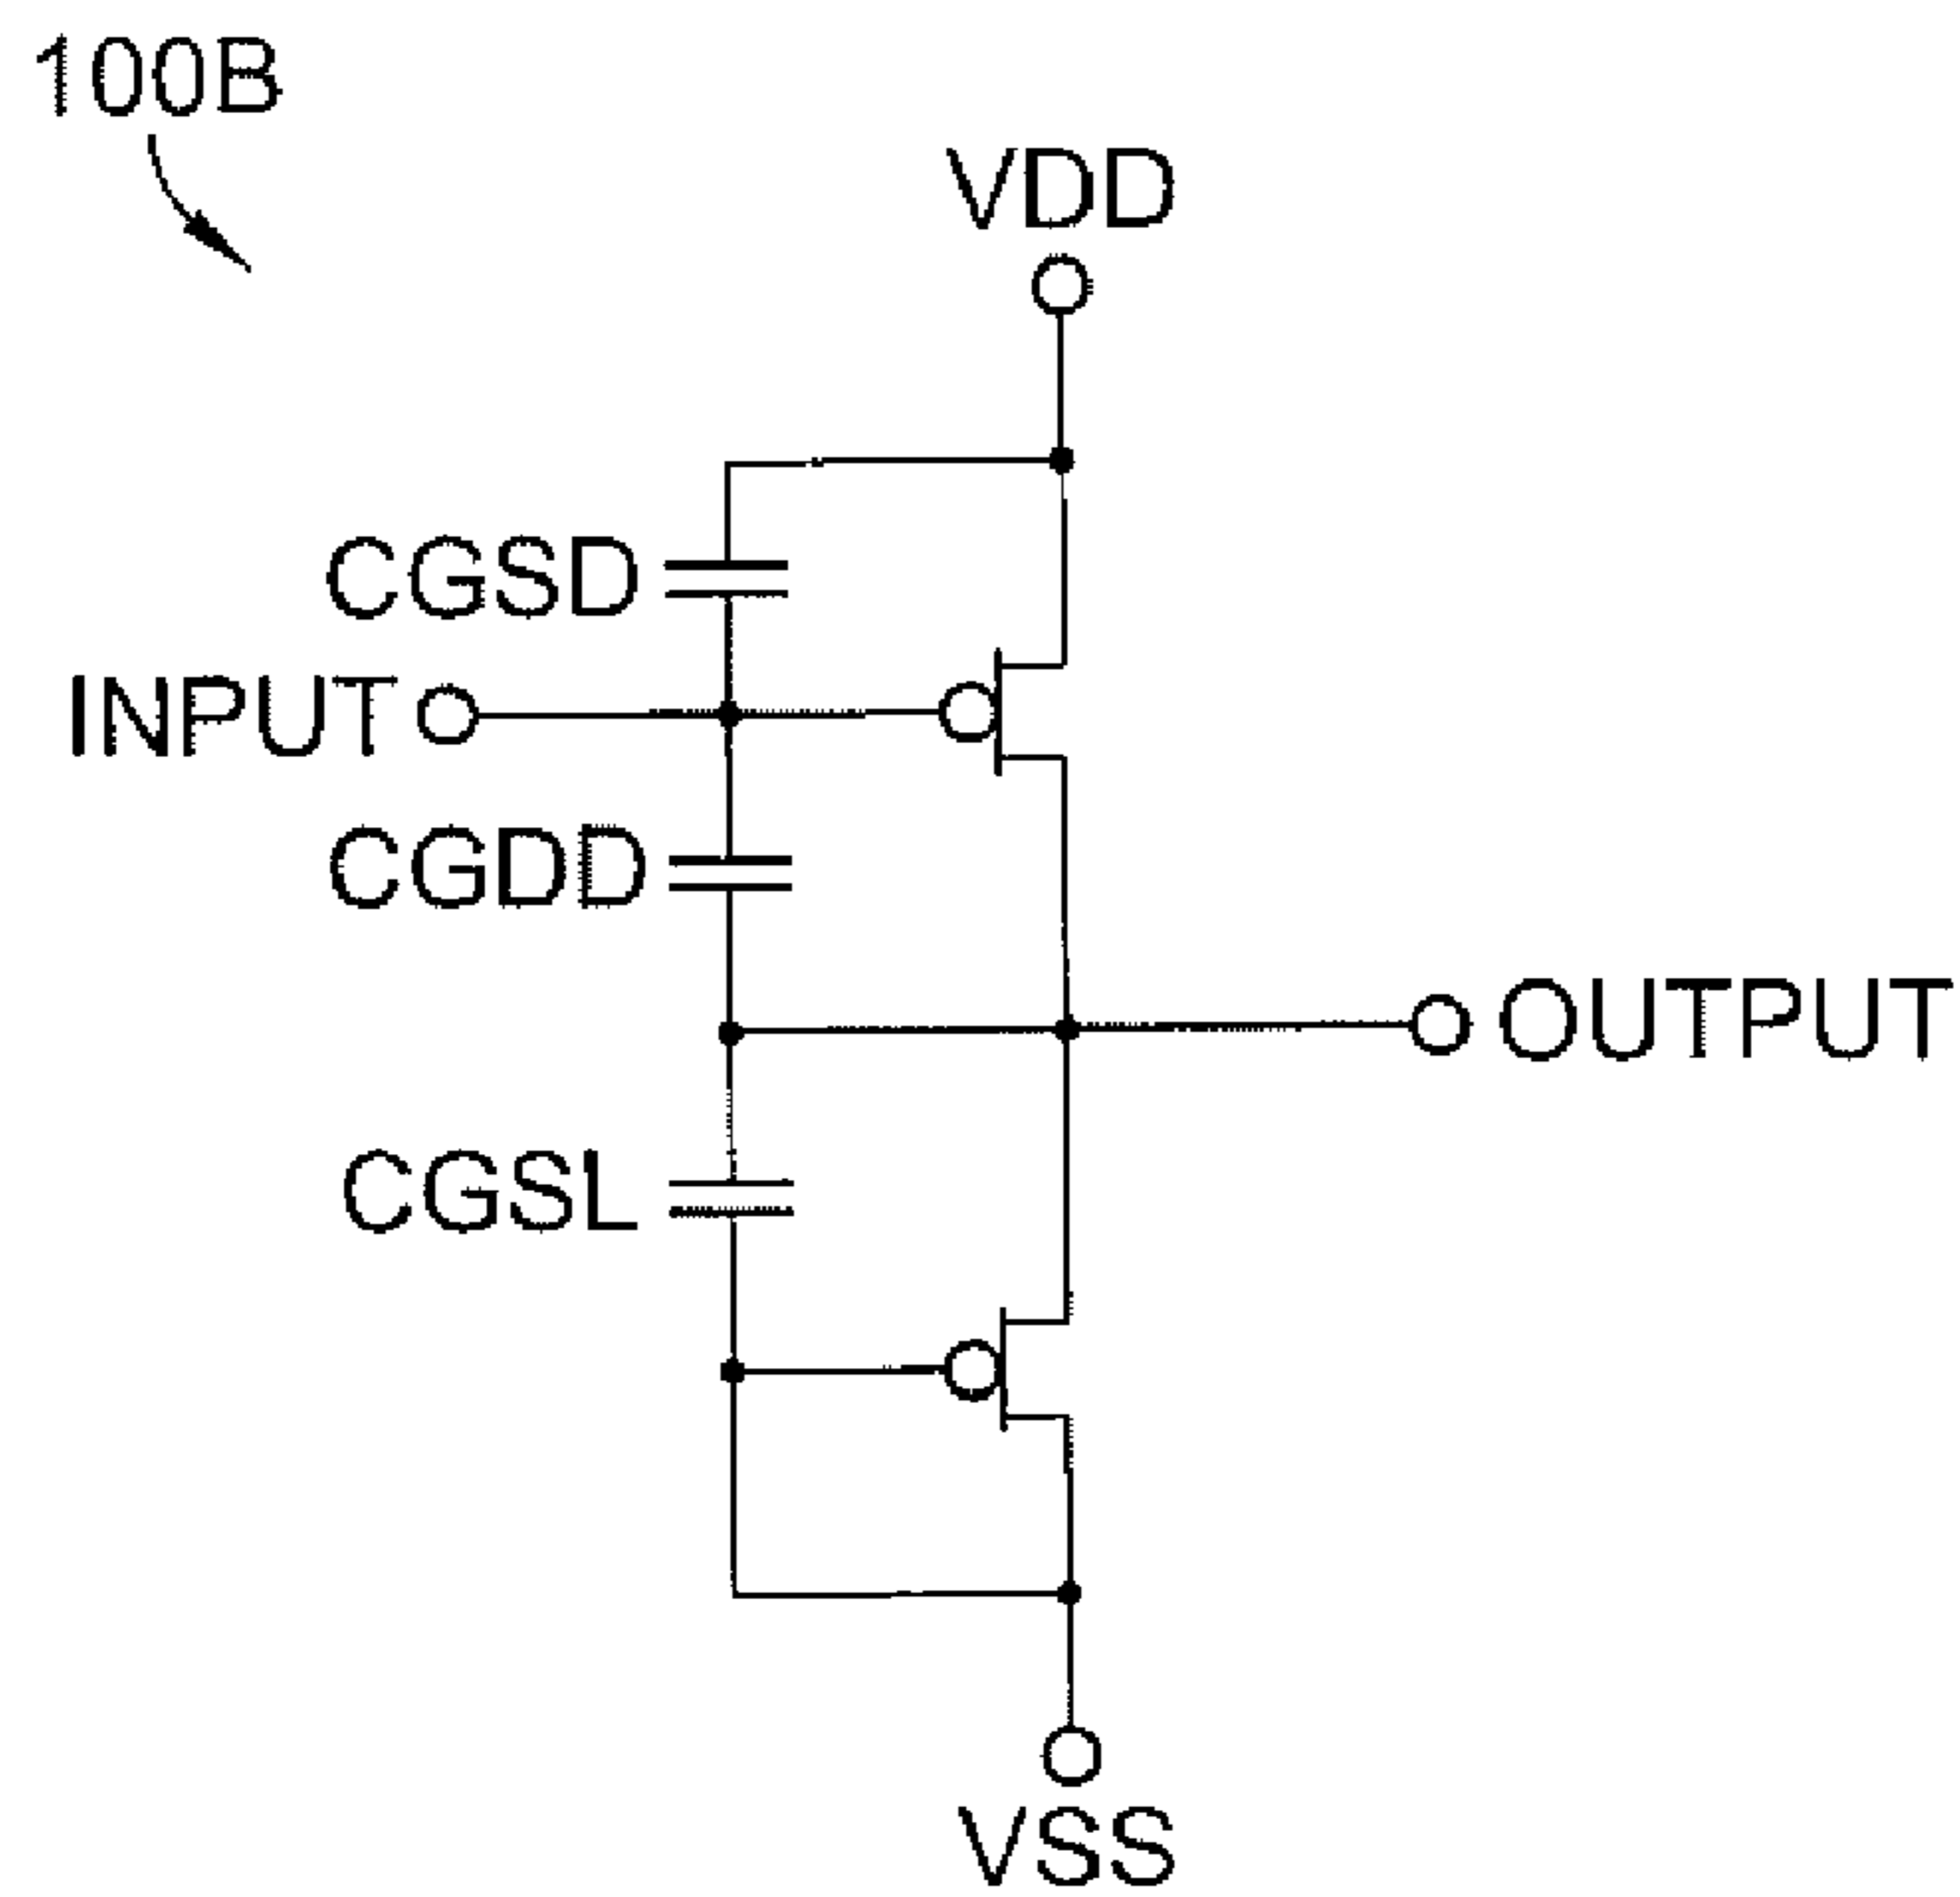 100B
VDD
CGSD
INPUT
CGDD
OUTPUT
CGSL
VSS